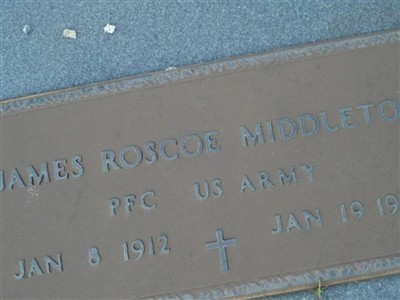 JAMES ROSCOE MIDDLETO
PFC US ARMY
JAN 8 1912 JAN 19 19